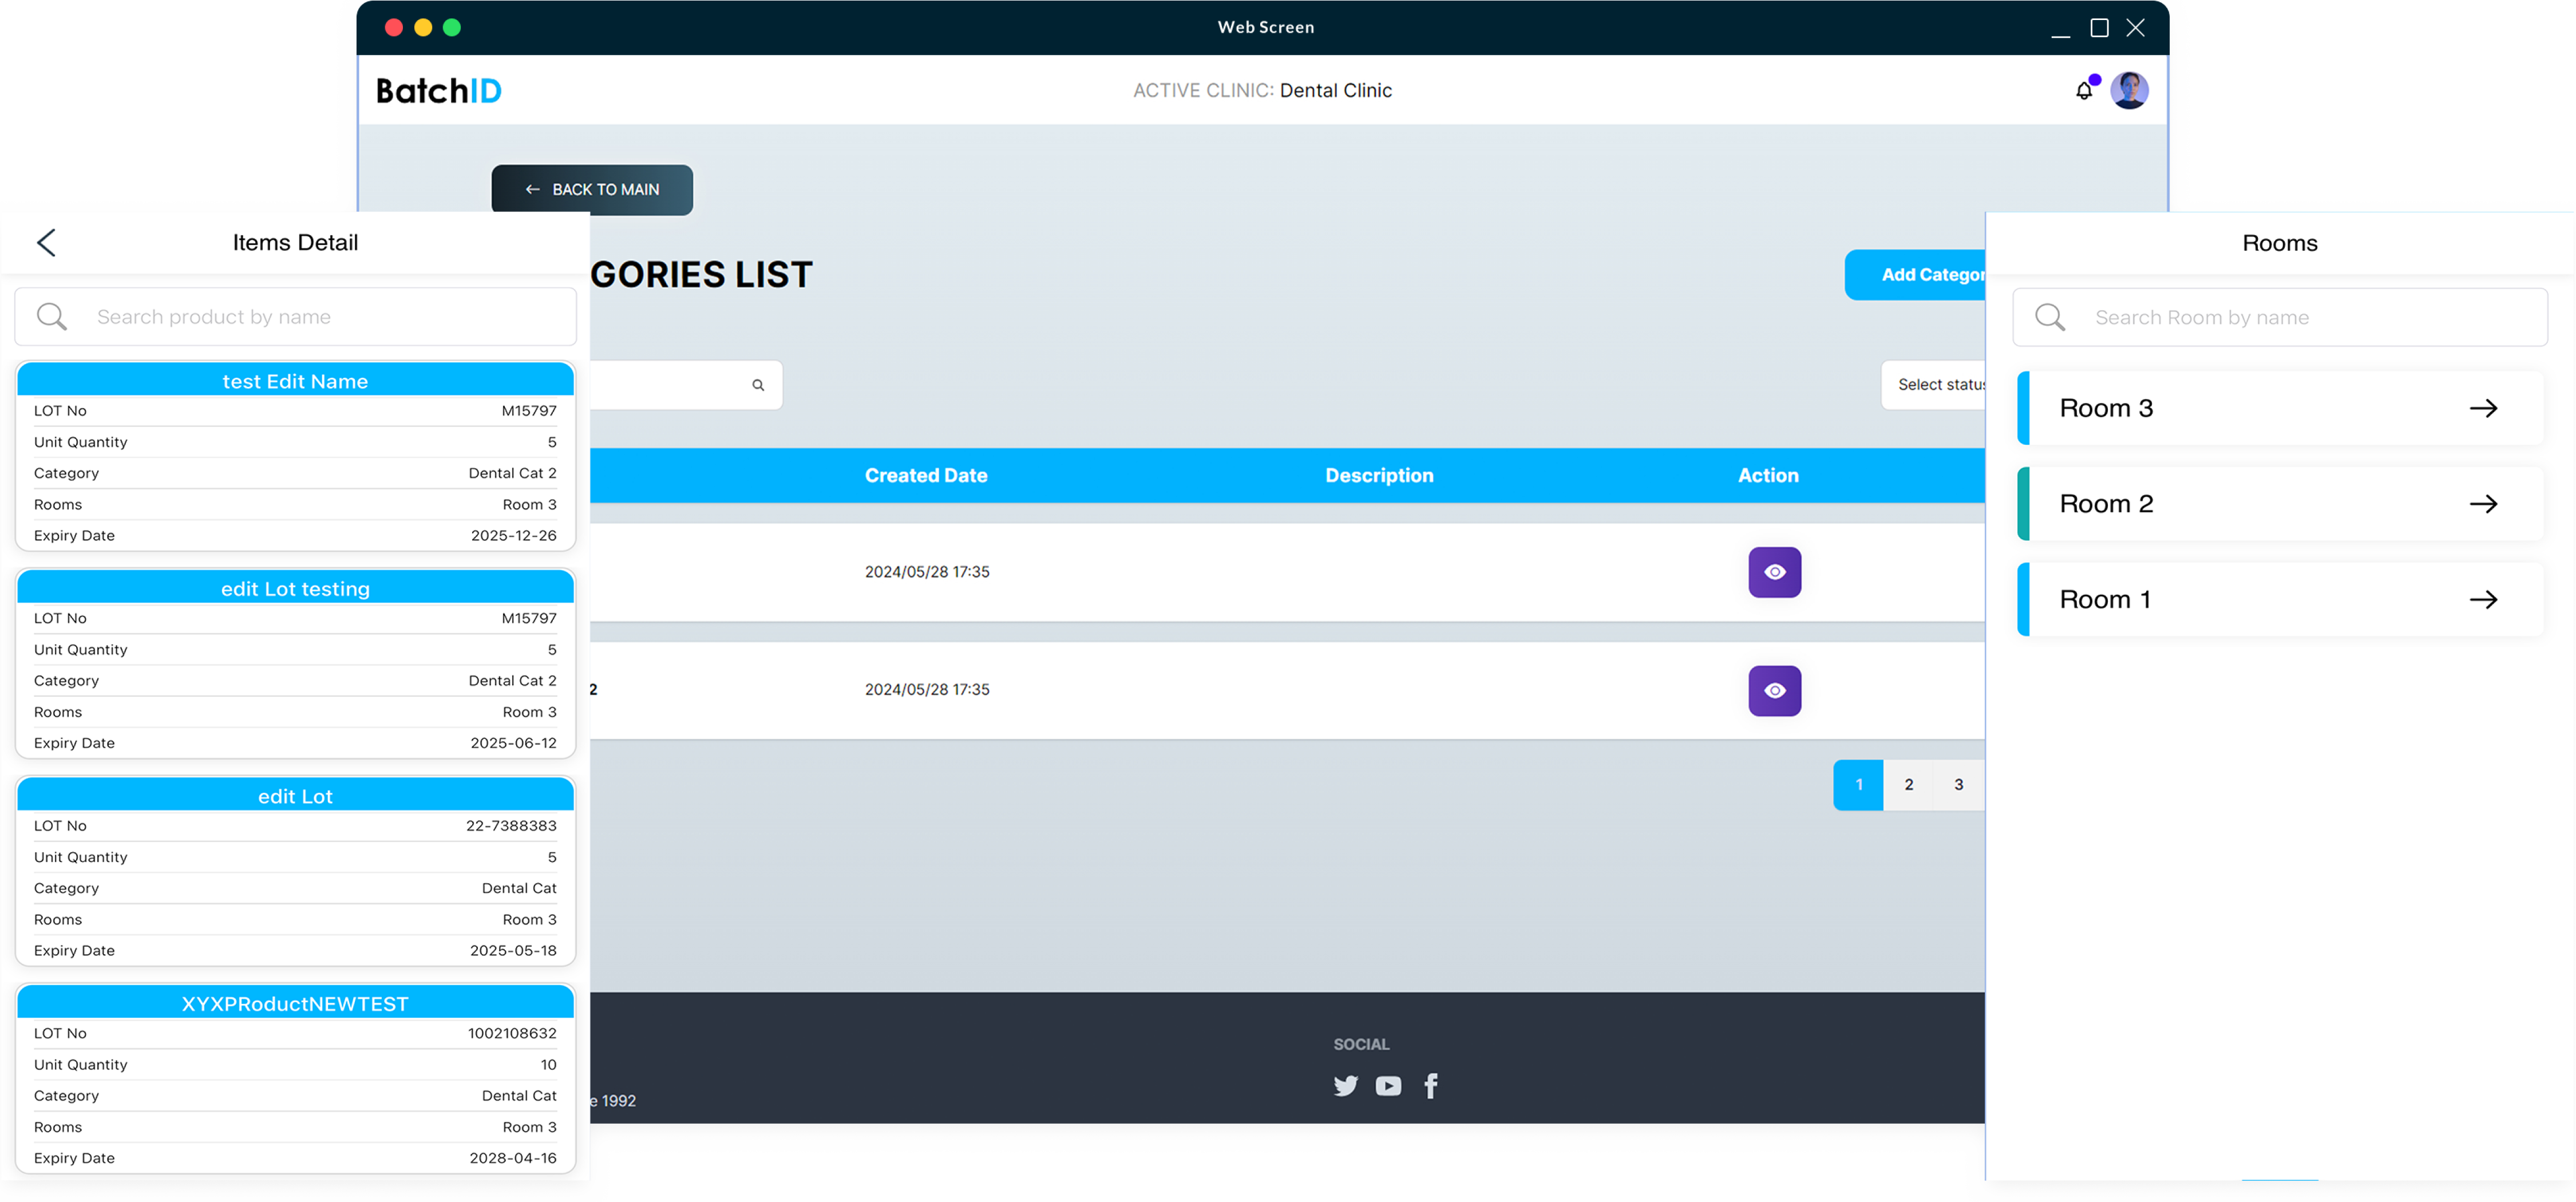 Web Screen
BatchID
ACTIVE CLINIC: Dental Clinic
← BACK TO MAIN
GORIES LIST
Add Categor
Select status
Created Date Description Action
2024/05/28 17:35
2 2024/05/28 17:35
1 2 3
SOCIAL
e 1992
Items Detail
Search product by name
test Edit Name
LOT No M15797
Unit Quantity 5
Category Dental Cat 2
Rooms Room 3
Expiry Date 2025-12-26
edit Lot testing
LOT No M15797
Unit Quantity 5
Category Dental Cat 2
Rooms Room 3
Expiry Date 2025-06-12
edit Lot
LOT No 22-7388383
Unit Quantity 5
Category Dental Cat
Rooms Room 3
Expiry Date 2025-05-18
XYXPRoductNEWTEST
LOT No 1002108632
Unit Quantity 10
Category Dental Cat
Rooms Room 3
Expiry Date 2028-04-16
Rooms
Search Room by name
Room 3
Room 2
Room 1